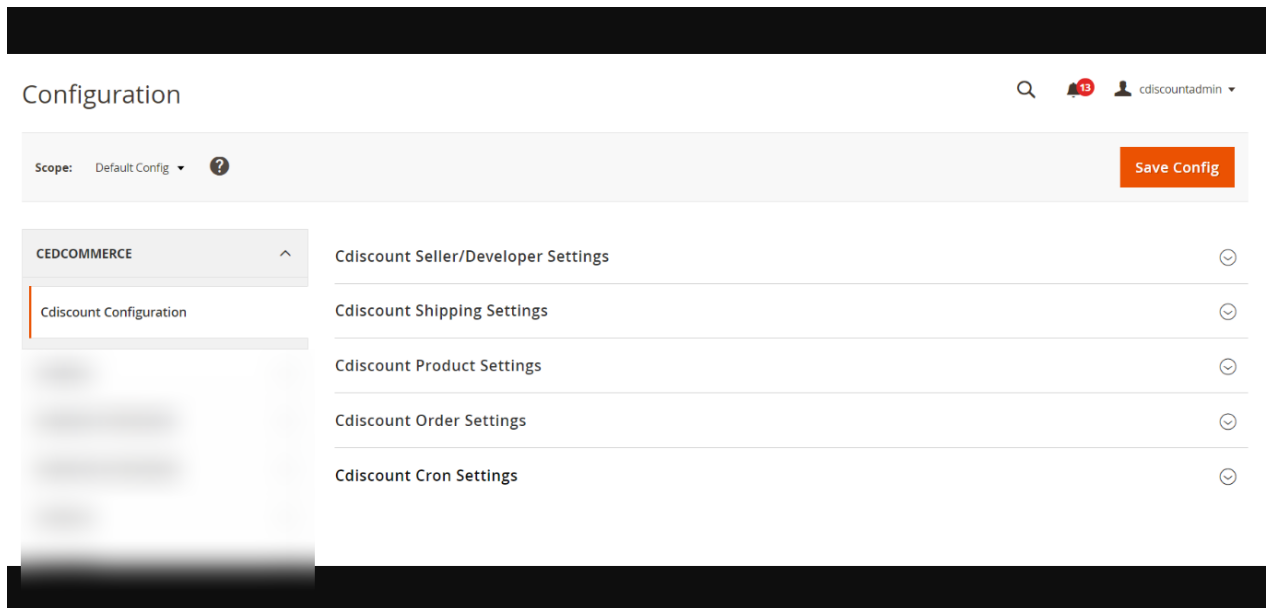 Configuration
13
cdiscountadmin
Scope: Default Config ?
Save Config
CEDCOMMERCE
Cdiscount Configuration
Cdiscount Seller/Developer Settings
Cdiscount Shipping Settings
Cdiscount Product Settings
Cdiscount Order Settings
Cdiscount Cron Settings